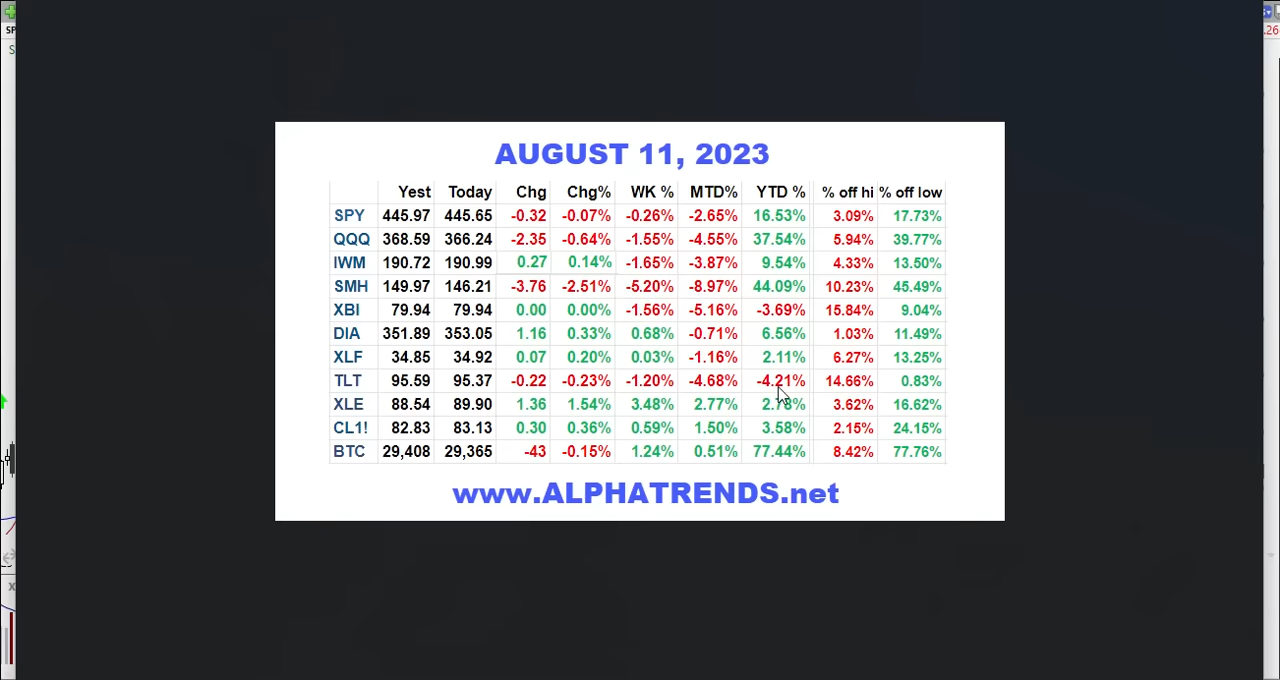 SP
.26
S
AUGUST 11, 2023
Yest Today Chg Chg% WK % MTD% YTD % % off hi % off low
SPY 445.97 445.65 -0.32 -0.07% -0.26% -2.65% 16.53% 3.09% 17.73%
QQQ 368.59 366.24 -2.35 -0.64% -1.55% -4.55% 37.54% 5.94% 39.77%
IWM 190.72 190.99 0.27 0.14% -1.65% -3.87% 9.54% 4.33% 13.50%
SMH 149.97 146.21 -3.76 -2.51% -5.20% -8.97% 44.09% 10.23% 45.49%
XBI 79.94 79.94 0.00 0.00% -1.56% -5.16% -3.69% 15.84% 9.04%
DIA 351.89 353.05 1.16 0.33% 0.68% -0.71% 6.56% 1.03% 11.49%
XLF 34.85 34.92 0.07 0.20% 0.03% -1.16% 2.11% 6.27% 13.25%
TLT 95.59 95.37 -0.22 -0.23% -1.20% -4.68% -4.21% 14.66% 0.83%
XLE 88.54 89.90 1.36 1.54% 3.48% 2.77% 2.78% 3.62% 16.62%
CL1! 82.83 83.13 0.30 0.36% 0.59% 1.50% 3.58% 2.15% 24.15%
BTC 29,408 29,365 -43 -0.15% 1.24% 0.51% 77.44% 8.42% 77.76%
www.ALPHATRENDS.net
X